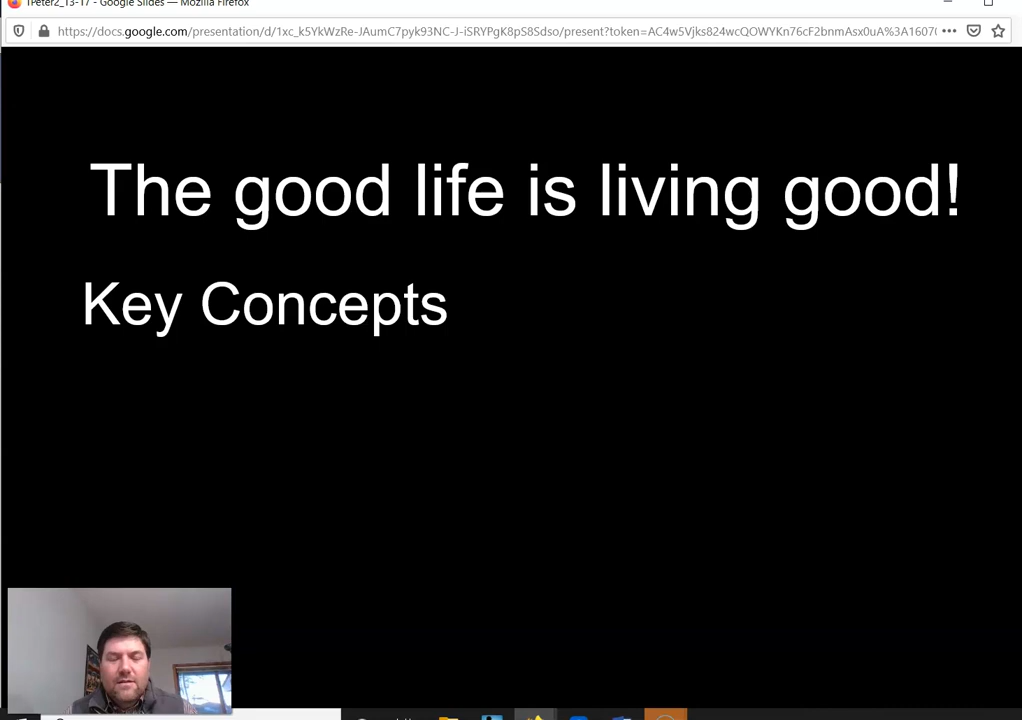 1Peter2_13-17 - Google Slides — Mozilla Firefox
https://docs.google.com/presentation/d/1xc_k5YkWzRe-JAumC7pyk93NC-J-iSRYPgK8pS8Sdso/present?token=AC4w5Vjks824wcQOWYKn76cF2bnmAsx0uA%3A1607
The good life is living good!
Key Concepts